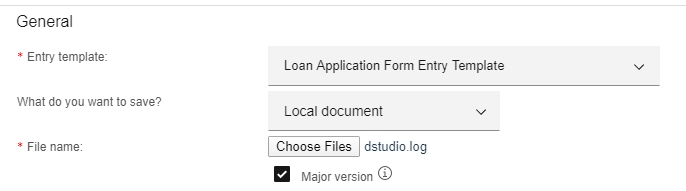 General
* Entry template: Loan Application Form Entry Template
What do you want to save? Local document
* File name: Choose Files dstudio.log
Major version